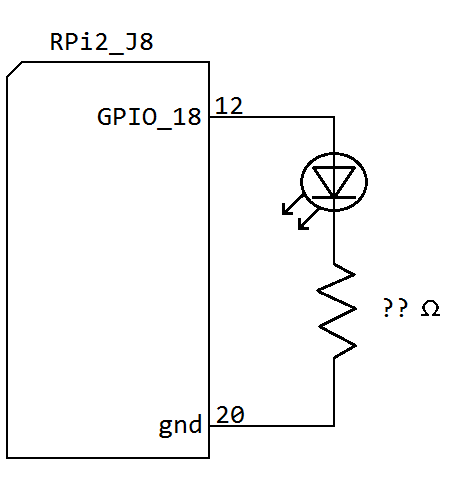 RPi2_J8
GPIO_18 12
?? Ω
gnd 20